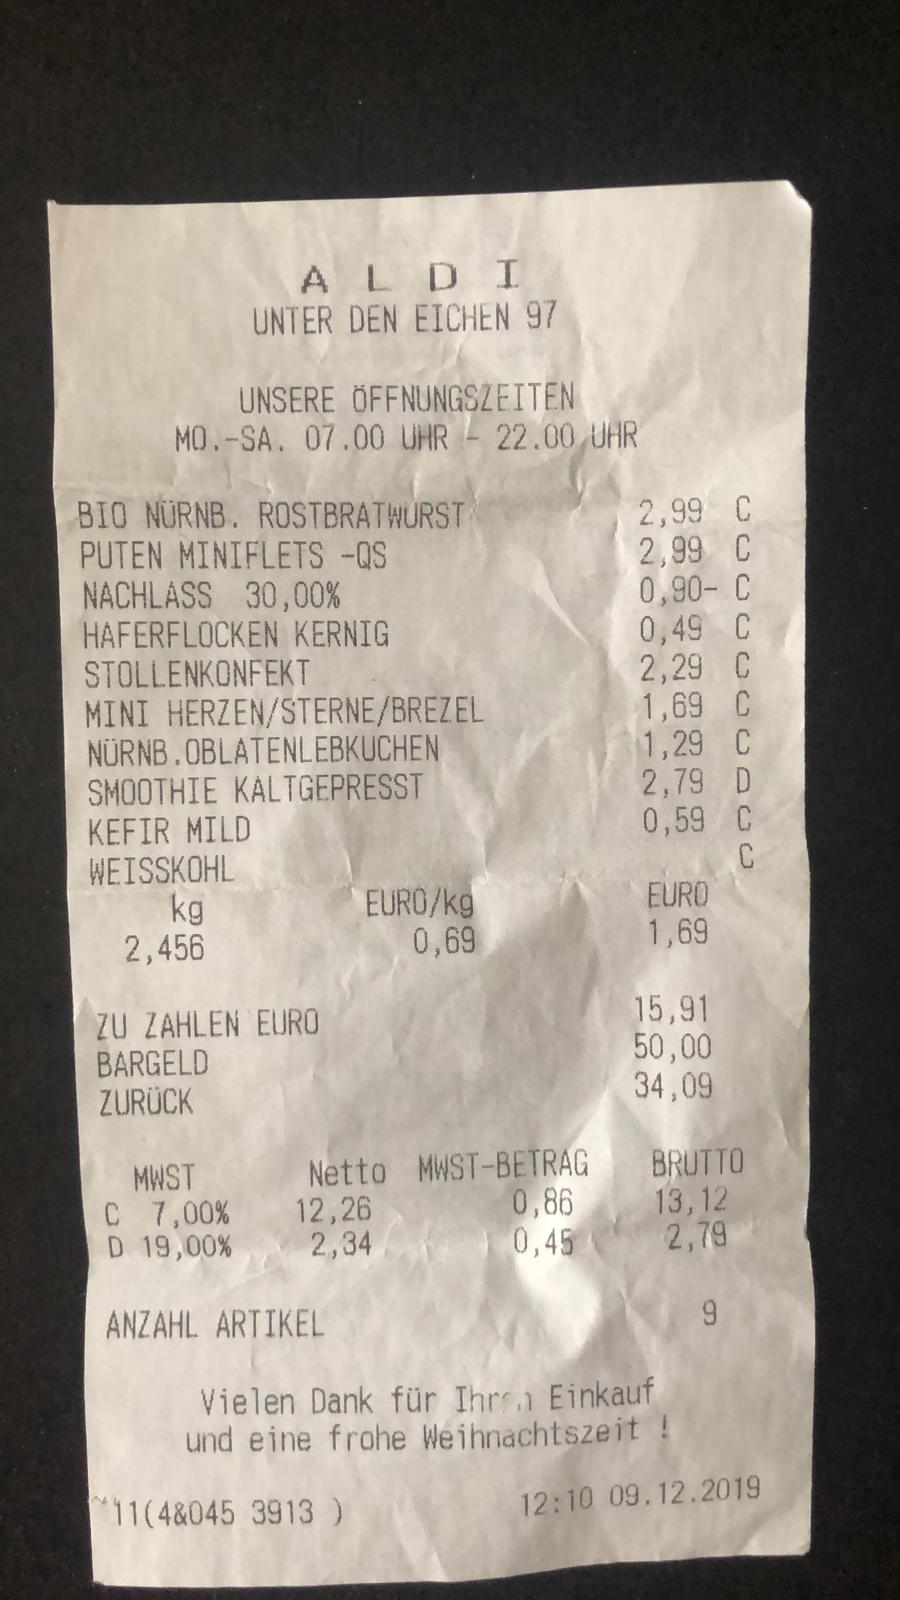 A L D I
UNTER DEN EICHEN 97
UNSERE ÖFFNUNGSZEITEN
MO.-SA. 07.00 UHR - 22.00 UHR
BIO NÜRNB. ROSTBRATWURST 2,99 C
PUTEN MINIFLETS -QS 2,99 C
NACHLASS 30,00% 0,90- C
HAFERFLOCKEN KERNIG 0,49 C
STOLLENKONFEKT 2,29 C
MINI HERZEN/STERNE/BREZEL 1,69 C
NÜRNB.OBLATENLEBKUCHEN 1,29 C
SMOOTHIE KALTGEPRESST 2,79 D
KEFIR MILD 0,59 C
WEISSKOHL C
kg EURO/kg EURO
2,456 0,69 1,69
ZU ZAHLEN EURO 15,91
BARGELD 50,00
ZURÜCK 34,09
MWST Netto MWST-BETRAG BRUTTO
C 7,00% 12,26 0,86 13,12
D 19,00% 2,34 0,45 2,79
ANZAHL ARTIKEL 9
Vielen Dank für Ihren Einkauf
und eine frohe Weihnachtszeit !
11(4&045 3913 ) 12:10 09.12.2019